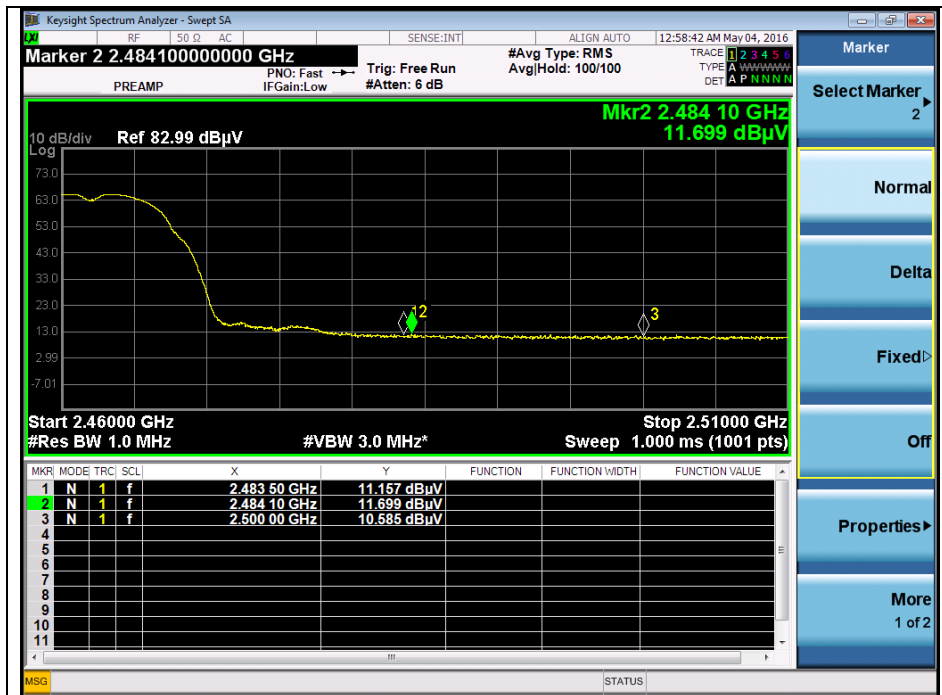 Keysight Spectrum Analyzer - Swept SA
LXI RF 50 Ω AC SENSE:INT ALIGN AUTO 12:58:42 AM May 04, 2016
Marker 2 2.484100000000 GHz
PREAMP
PNO: Fast
IFGain:Low
Trig: Free Run
#Atten: 6 dB
#Avg Type: RMS
Avg|Hold: 100/100
TRACE 1 2 3 4 5 6
TYPE A WWWWW
DET A P N N N N
Mkr2 2.484 10 GHz
11.699 dBµV
10 dB/div Ref 82.99 dBµV
Log
73.0
63.0
53.0
43.0
33.0
23.0
13.0
2.99
-7.01
1 2 3
Start 2.46000 GHz Stop 2.51000 GHz
#Res BW 1.0 MHz #VBW 3.0 MHz* Sweep 1.000 ms (1001 pts)
MKR MODE TRC SCL X Y FUNCTION FUNCTION WIDTH FUNCTION VALUE
1 N 1 f 2.483 50 GHz 11.157 dBµV
2 N 1 f 2.484 10 GHz 11.699 dBµV
3 N 1 f 2.500 00 GHz 10.585 dBµV
4
5
6
7
8
9
10
11
MSG STATUS
Marker
Select Marker
2
Normal
Delta
Fixed
Off
Properties
More
1 of 2